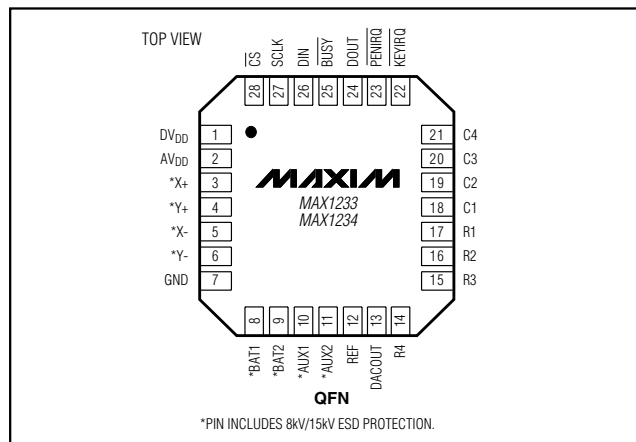 TOP VIEW
CS SCLK DIN BUSY DOUT PENIRQ KEYIRQ
28 27 26 25 24 23 22
DVDD 1 21 C4
AVDD 2 20 C3
*X+ 3 19 C2
*Y+ 4 18 C1
*X- 5 17 R1
*Y- 6 16 R2
GND 7 15 R3
MAXIM
MAX1233
MAX1234
8 9 10 11 12 13 14
*BAT1 *BAT2 *AUX1 *AUX2 REF DACOUT R4
QFN
*PIN INCLUDES 8kV/15kV ESD PROTECTION.